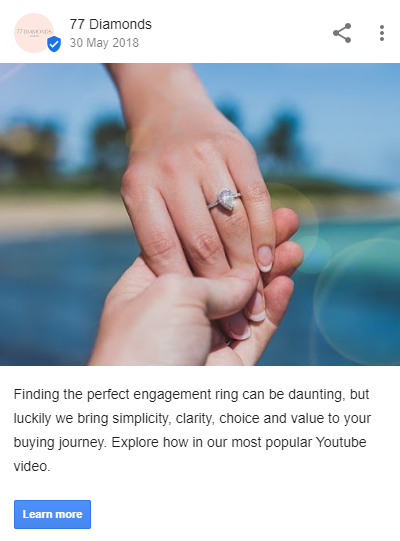 77 DIAMONDS
77 Diamonds
30 May 2018
Finding the perfect engagement ring can be daunting, but
luckily we bring simplicity, clarity, choice and value to your
buying journey. Explore how in our most popular Youtube
video.
Learn more